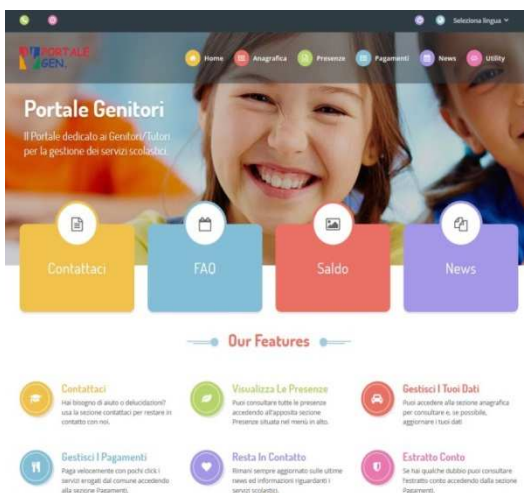 Seleziona lingua
PORTALE
GEN.
Home
Anagrafica
Presenze
Pagamenti
News
Utility
Portale Genitori
Il Portale dedicato ai Genitori/Tutori
per la gestione dei servizi scolastici.
Contattaci
FAQ
Saldo
News
Our Features
Contattaci
Hai bisogno di aiuto o delucidazioni?
usa la sezione contattaci per restare in
contatto con noi.
Visualizza Le Presenze
Puoi consultare tutte le presenze
accedendo all'apposita sezione
Presenze situata nel menù in alto.
Gestisci I Tuoi Dati
Puoi accedere alla sezione anagrafica
per consultare e, se possibile,
aggiornare i tuoi dati
Gestisci I Pagamenti
Paga velocemente con pochi click i
servizi erogati dal comune accedendo
alla sezione Pagamenti.
Resta In Contatto
Rimani sempre aggiornato sulle ultime
news ed informazioni riguardanti i
servizi scolastici.
Estratto Conto
Se hai qualche dubbio puoi consultare
l'estratto conto accedendo dalla sezione
Pagamenti.